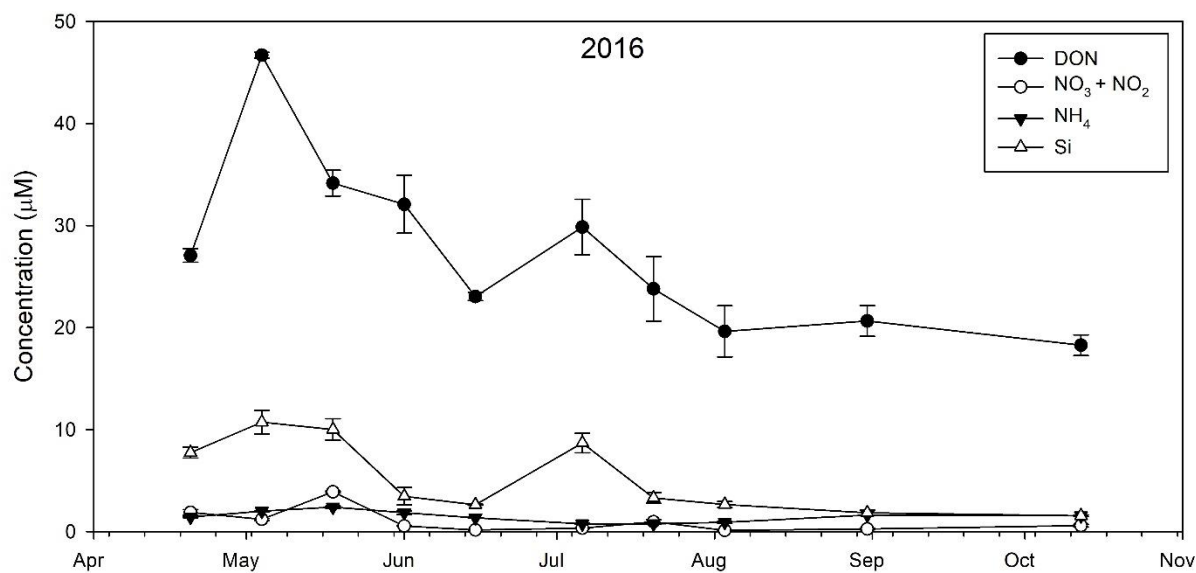 2016
DON
NO₃ + NO₂
NH₄
Si
Concentration (μM)
50
40
30
20
10
0
Apr May Jun Jul Aug Sep Oct Nov